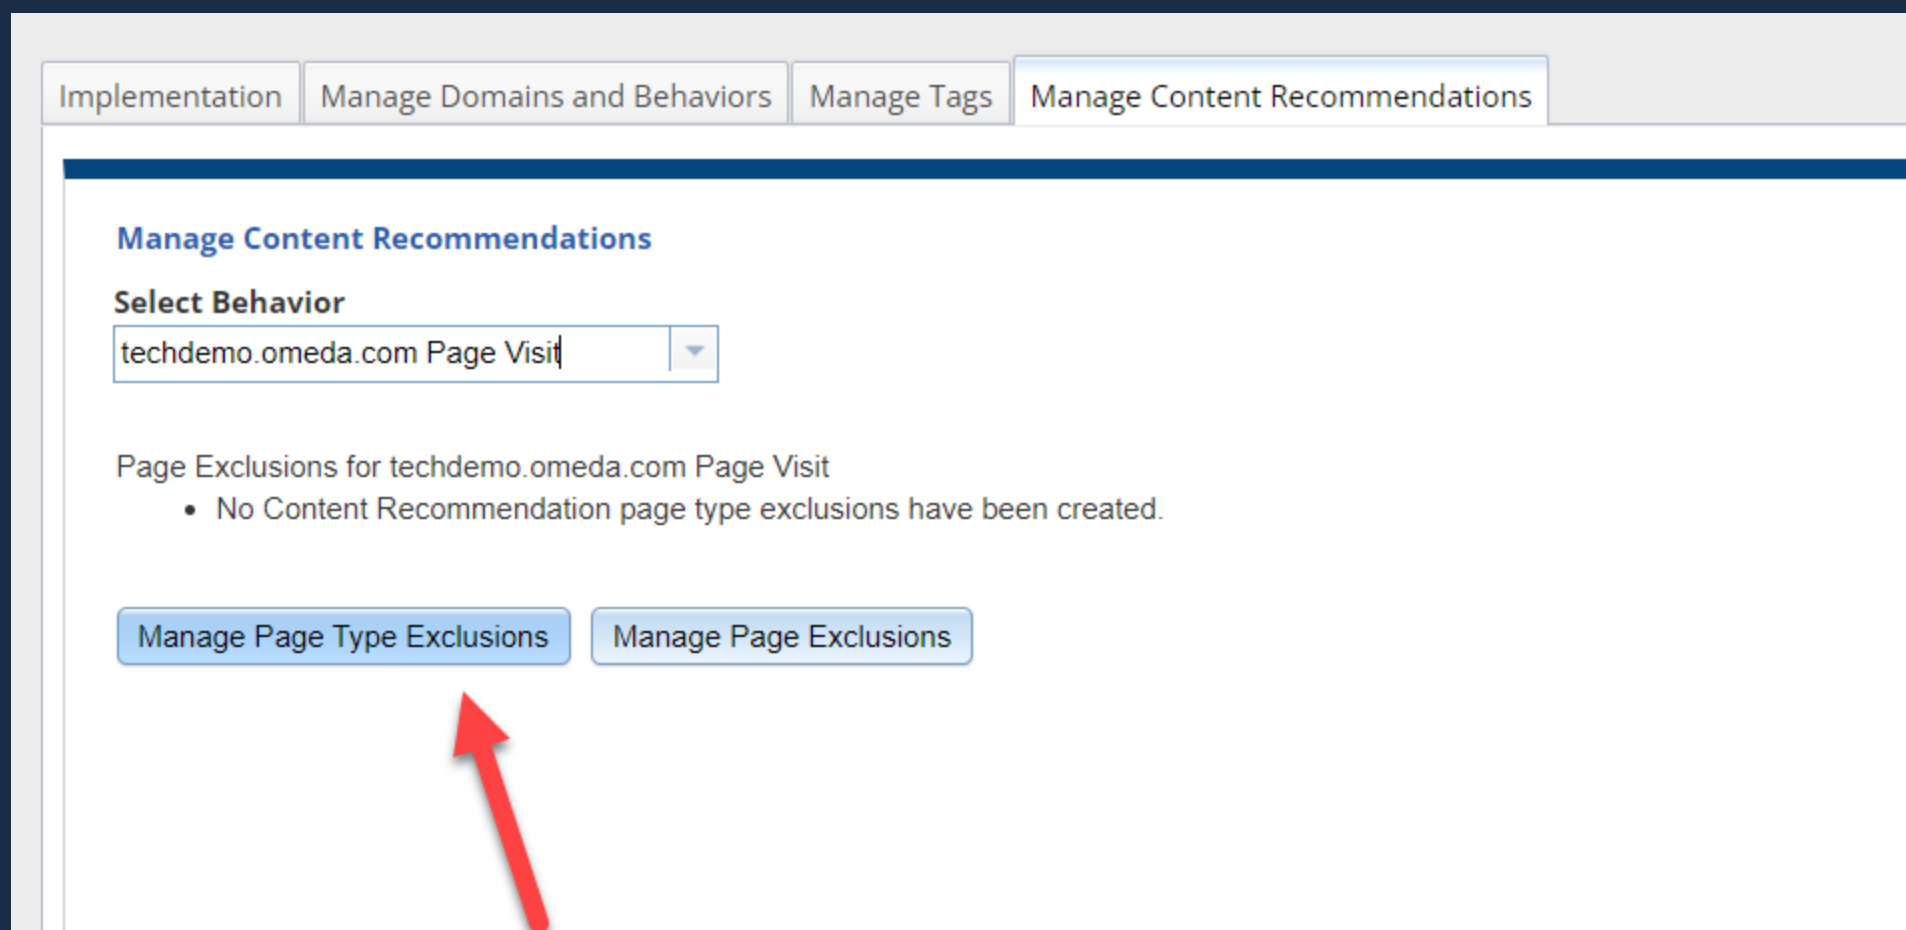 Implementation Manage Domains and Behaviors Manage Tags Manage Content Recommendations
Manage Content Recommendations
Select Behavior
techdemo.omeda.com Page Visit
Page Exclusions for techdemo.omeda.com Page Visit
• No Content Recommendation page type exclusions have been created.
Manage Page Type Exclusions Manage Page Exclusions